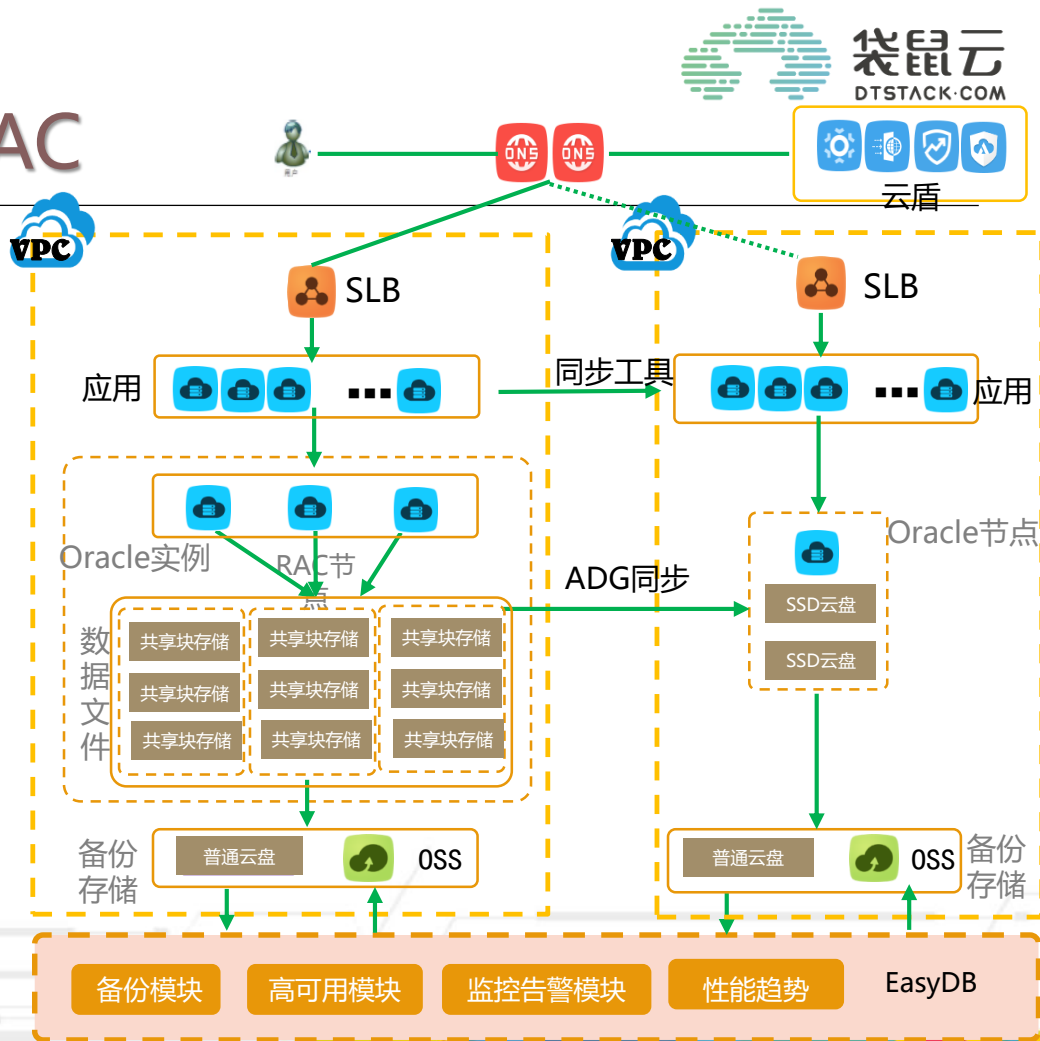 袋鼠云
DTSTACK.COM
AC
DNS
DNS
云盾
VPC
VPC
SLB
SLB
应用
同步工具
应用
Oracle实例
RAC节
点
Oracle节点
ADG同步
SSD云盘
SSD云盘
数
据
文
件
共享块存储
共享块存储
共享块存储
共享块存储
共享块存储
共享块存储
共享块存储
共享块存储
共享块存储
备份
存储
普通云盘
OSS
普通云盘
OSS
备份
存储
备份模块
高可用模块
监控告警模块
性能趋势
EasyDB